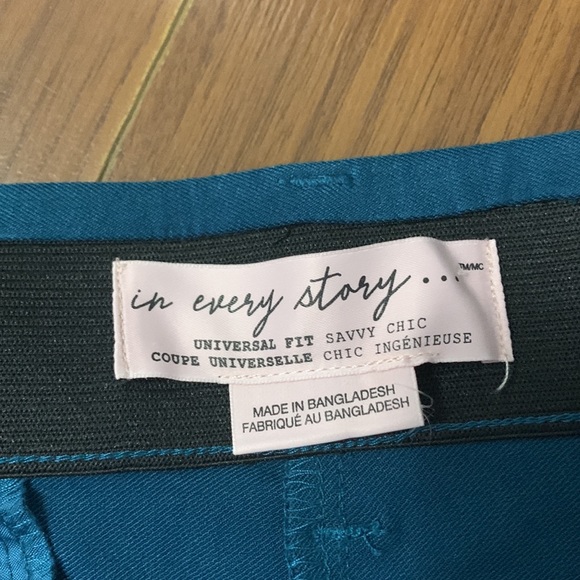 in every story ... TM/MC
UNIVERSAL FIT SAVVY CHIC
COUPE UNIVERSELLE CHIC INGÉNIEUSE
MADE IN BANGLADESH
FABRIQUÉ AU BANGLADESH